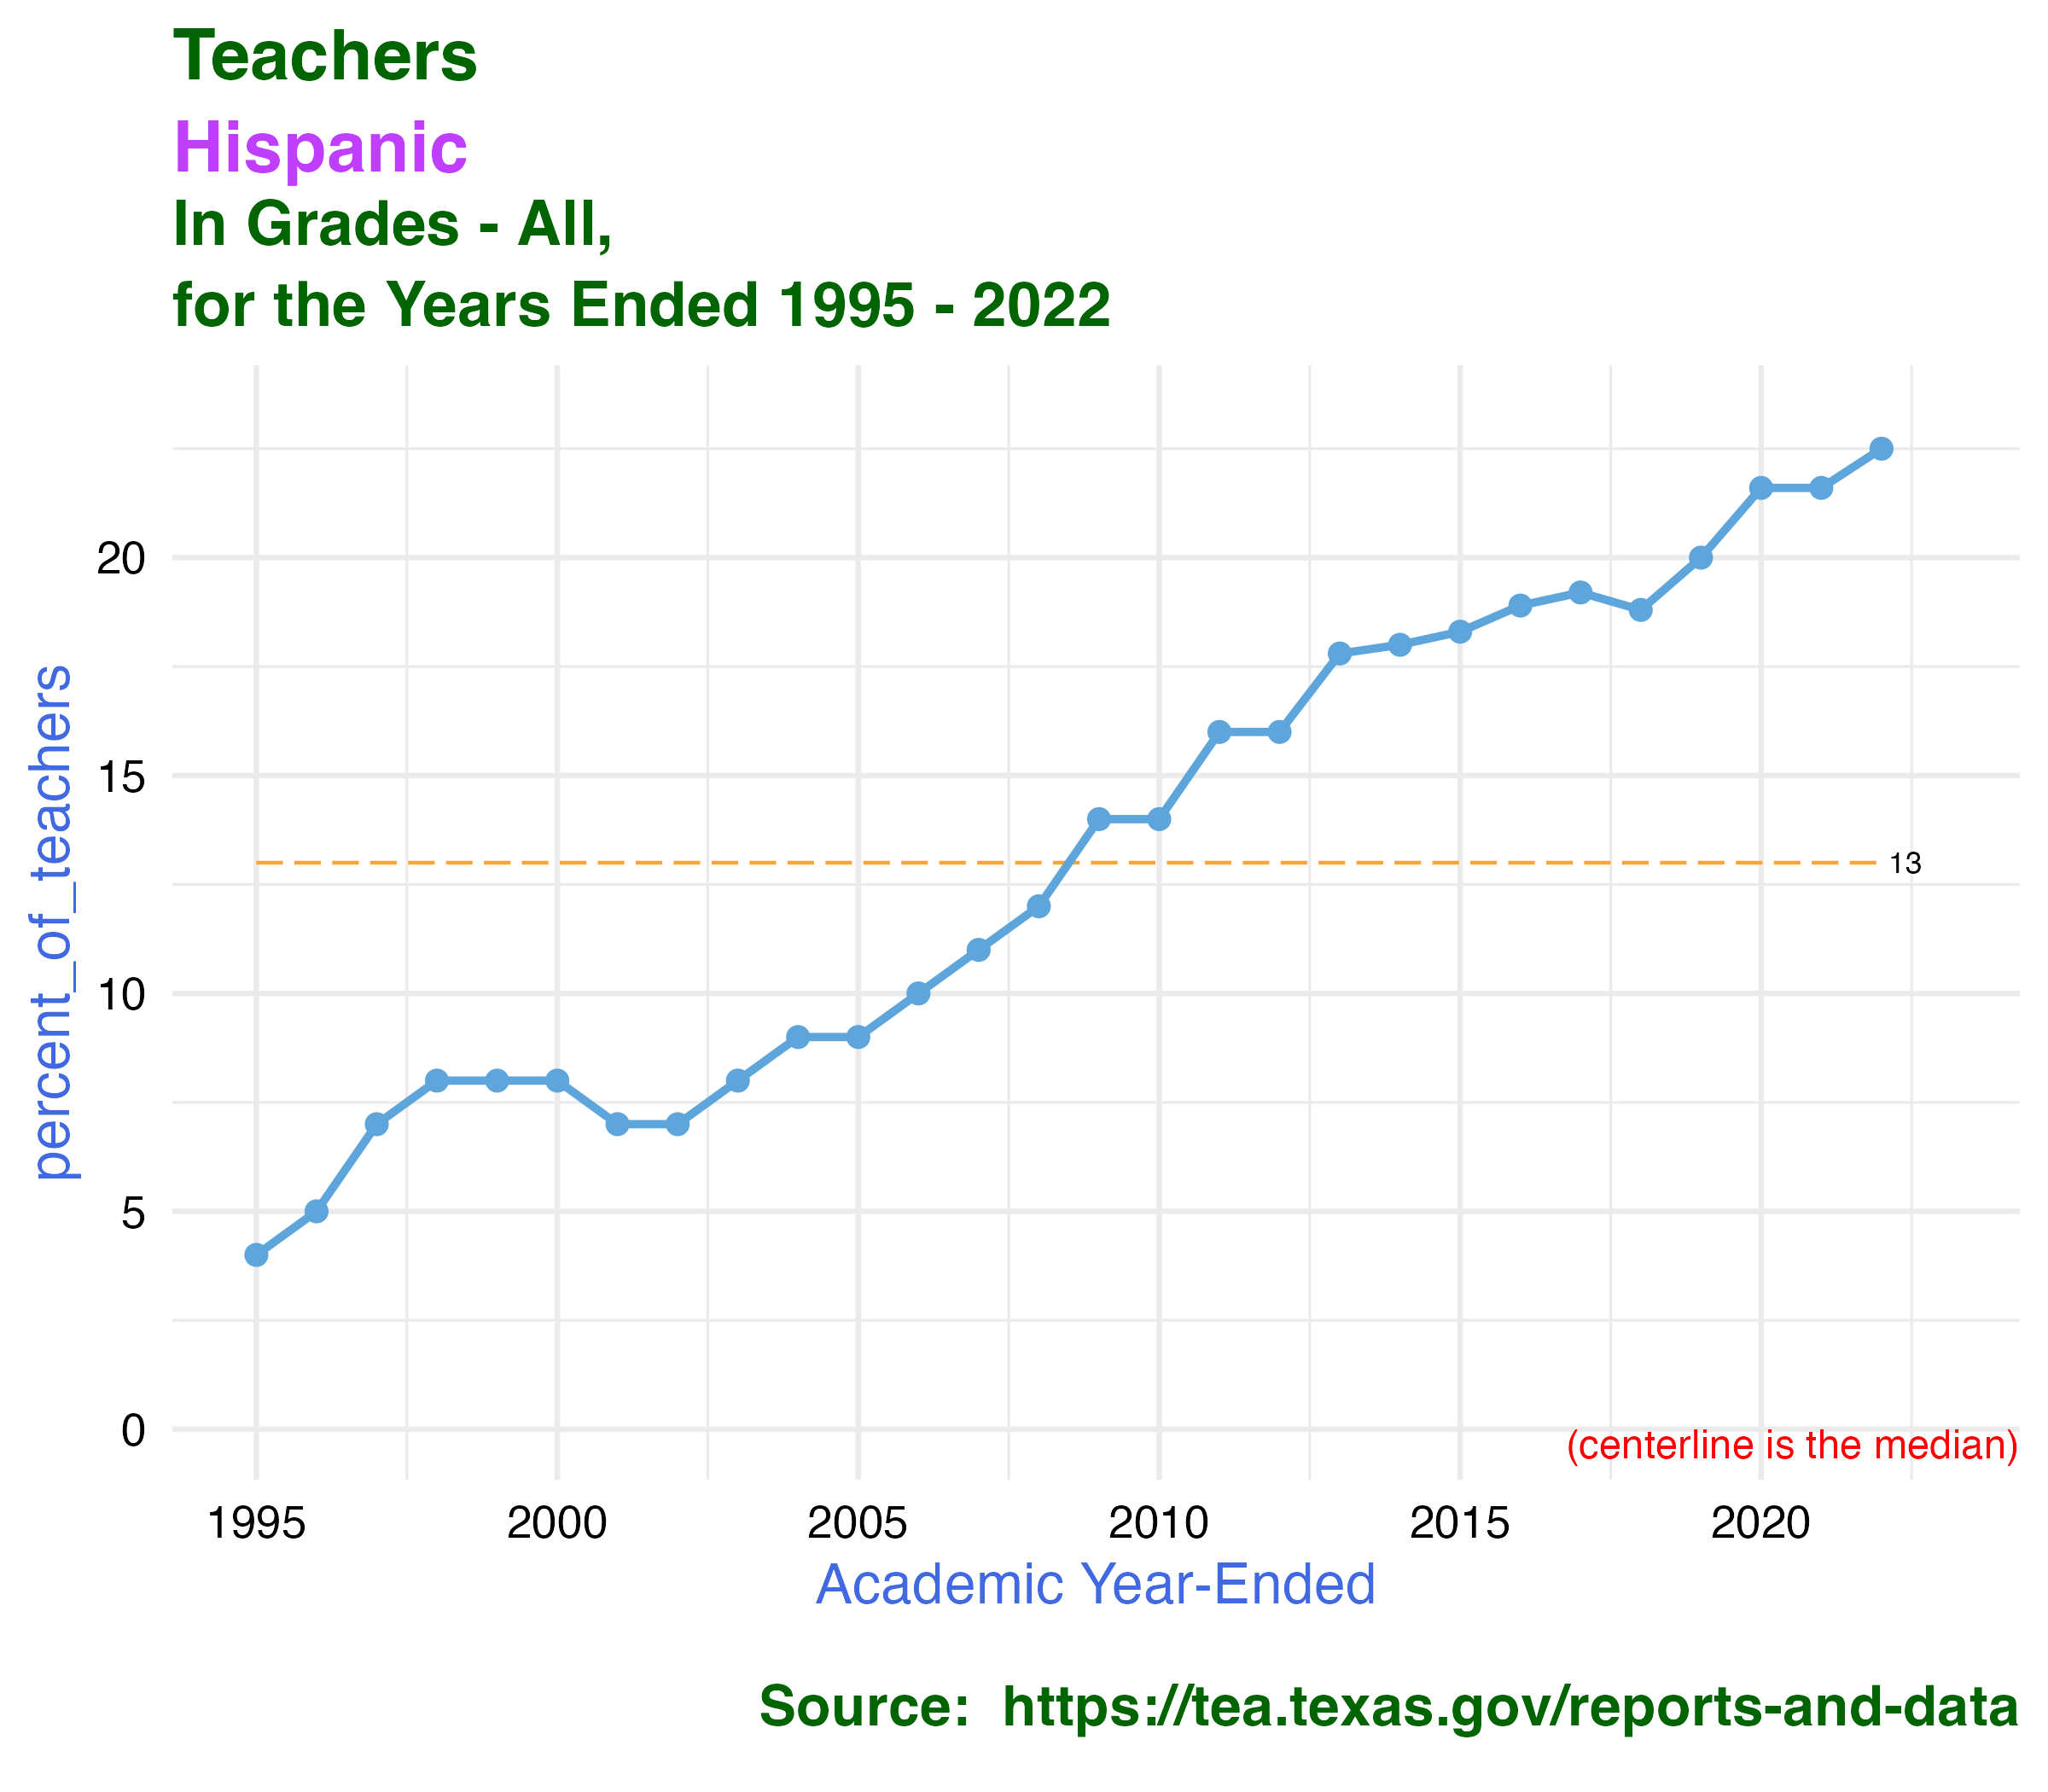 Teachers
Hispanic
In Grades - All,
for the Years Ended 1995 - 2022
percent_of_teachers
20
15
13
10
5
0
(centerline is the median)
1995 2000 2005 2010 2015 2020
Academic Year-Ended
Source:  https://tea.texas.gov/reports-and-data